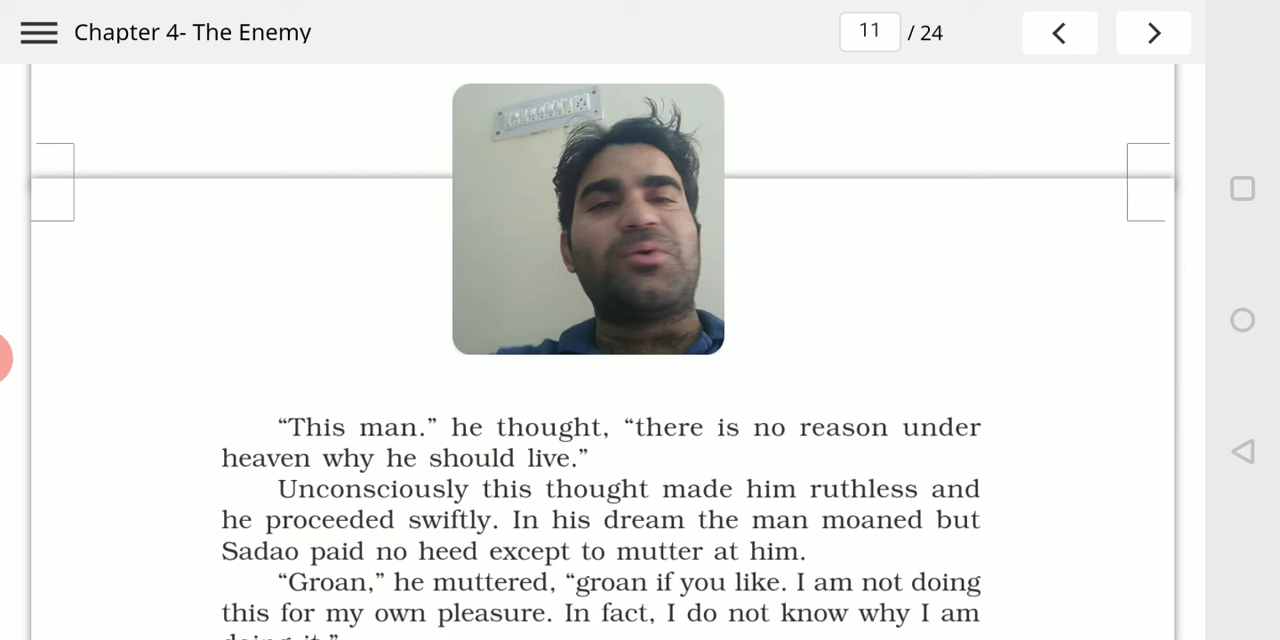 Chapter 4- The Enemy
11 / 24
“This man.” he thought, “there is no reason under
heaven why he should live.”
Unconsciously this thought made him ruthless and
he proceeded swiftly. In his dream the man moaned but
Sadao paid no heed except to mutter at him.
“Groan,” he muttered, “groan if you like. I am not doing
this for my own pleasure. In fact, I do not know why I am
doing it.”